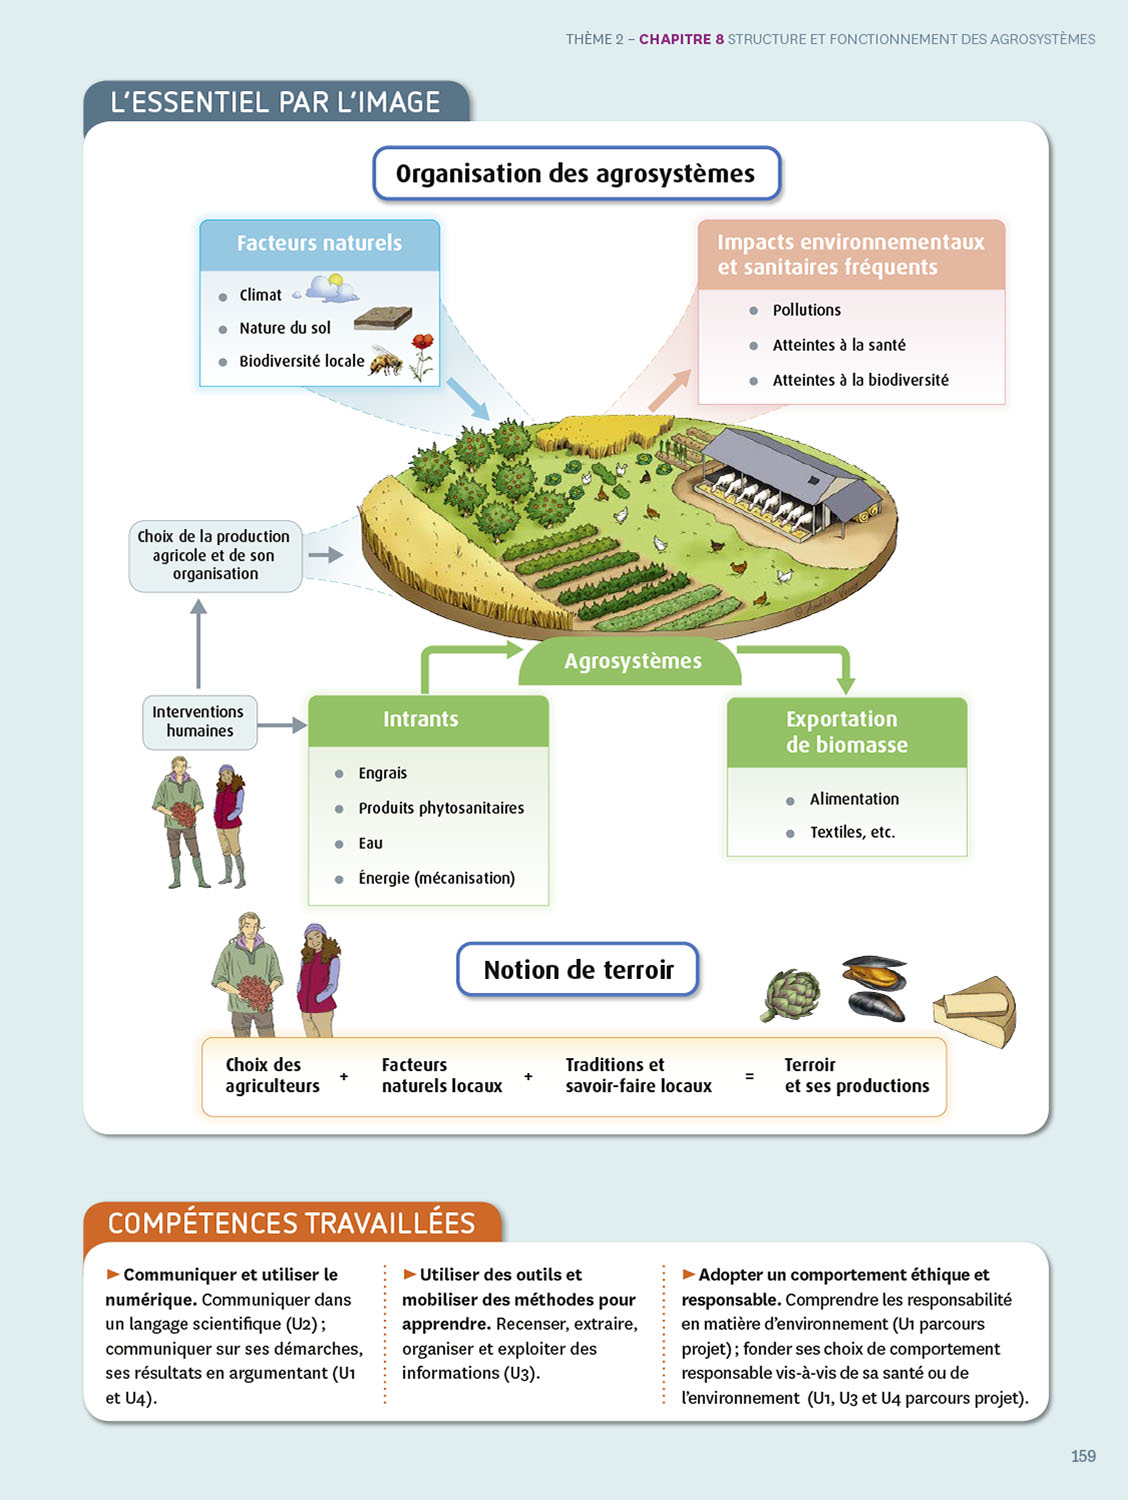 THÈME 2 – CHAPITRE 8 STRUCTURE ET FONCTIONNEMENT DES AGROSYSTÈMES
L'ESSENTIEL PAR L'IMAGE
Organisation des agrosystèmes
Facteurs naturels
Climat
Nature du sol
Biodiversité locale
Impacts environnementaux
et sanitaires fréquents
Pollutions
Atteintes à la santé
Atteintes à la biodiversité
Choix de la production
agricole et de son
organisation
Interventions
humaines
Agrosystèmes
Intrants
Engrais
Produits phytosanitaires
Eau
Énergie (mécanisation)
Exportation
de biomasse
Alimentation
Textiles, etc.
Notion de terroir
Choix des
agriculteurs
+
Facteurs
naturels locaux
+
Traditions et
savoir-faire locaux
=
Terroir
et ses productions
COMPÉTENCES TRAVAILLÉES
► Communiquer et utiliser le
numérique. Communiquer dans
un langage scientifique (U2) ;
communiquer sur ses démarches,
ses résultats en argumentant (U1
et U4).
► Utiliser des outils et
mobiliser des méthodes pour
apprendre. Recenser, extraire,
organiser et exploiter des
informations (U3).
► Adopter un comportement éthique et
responsable. Comprendre les responsabilité
en matière d'environnement (U1 parcours
projet) ; fonder ses choix de comportement
responsable vis-à-vis de sa santé ou de
l'environnement (U1, U3 et U4 parcours projet).
159